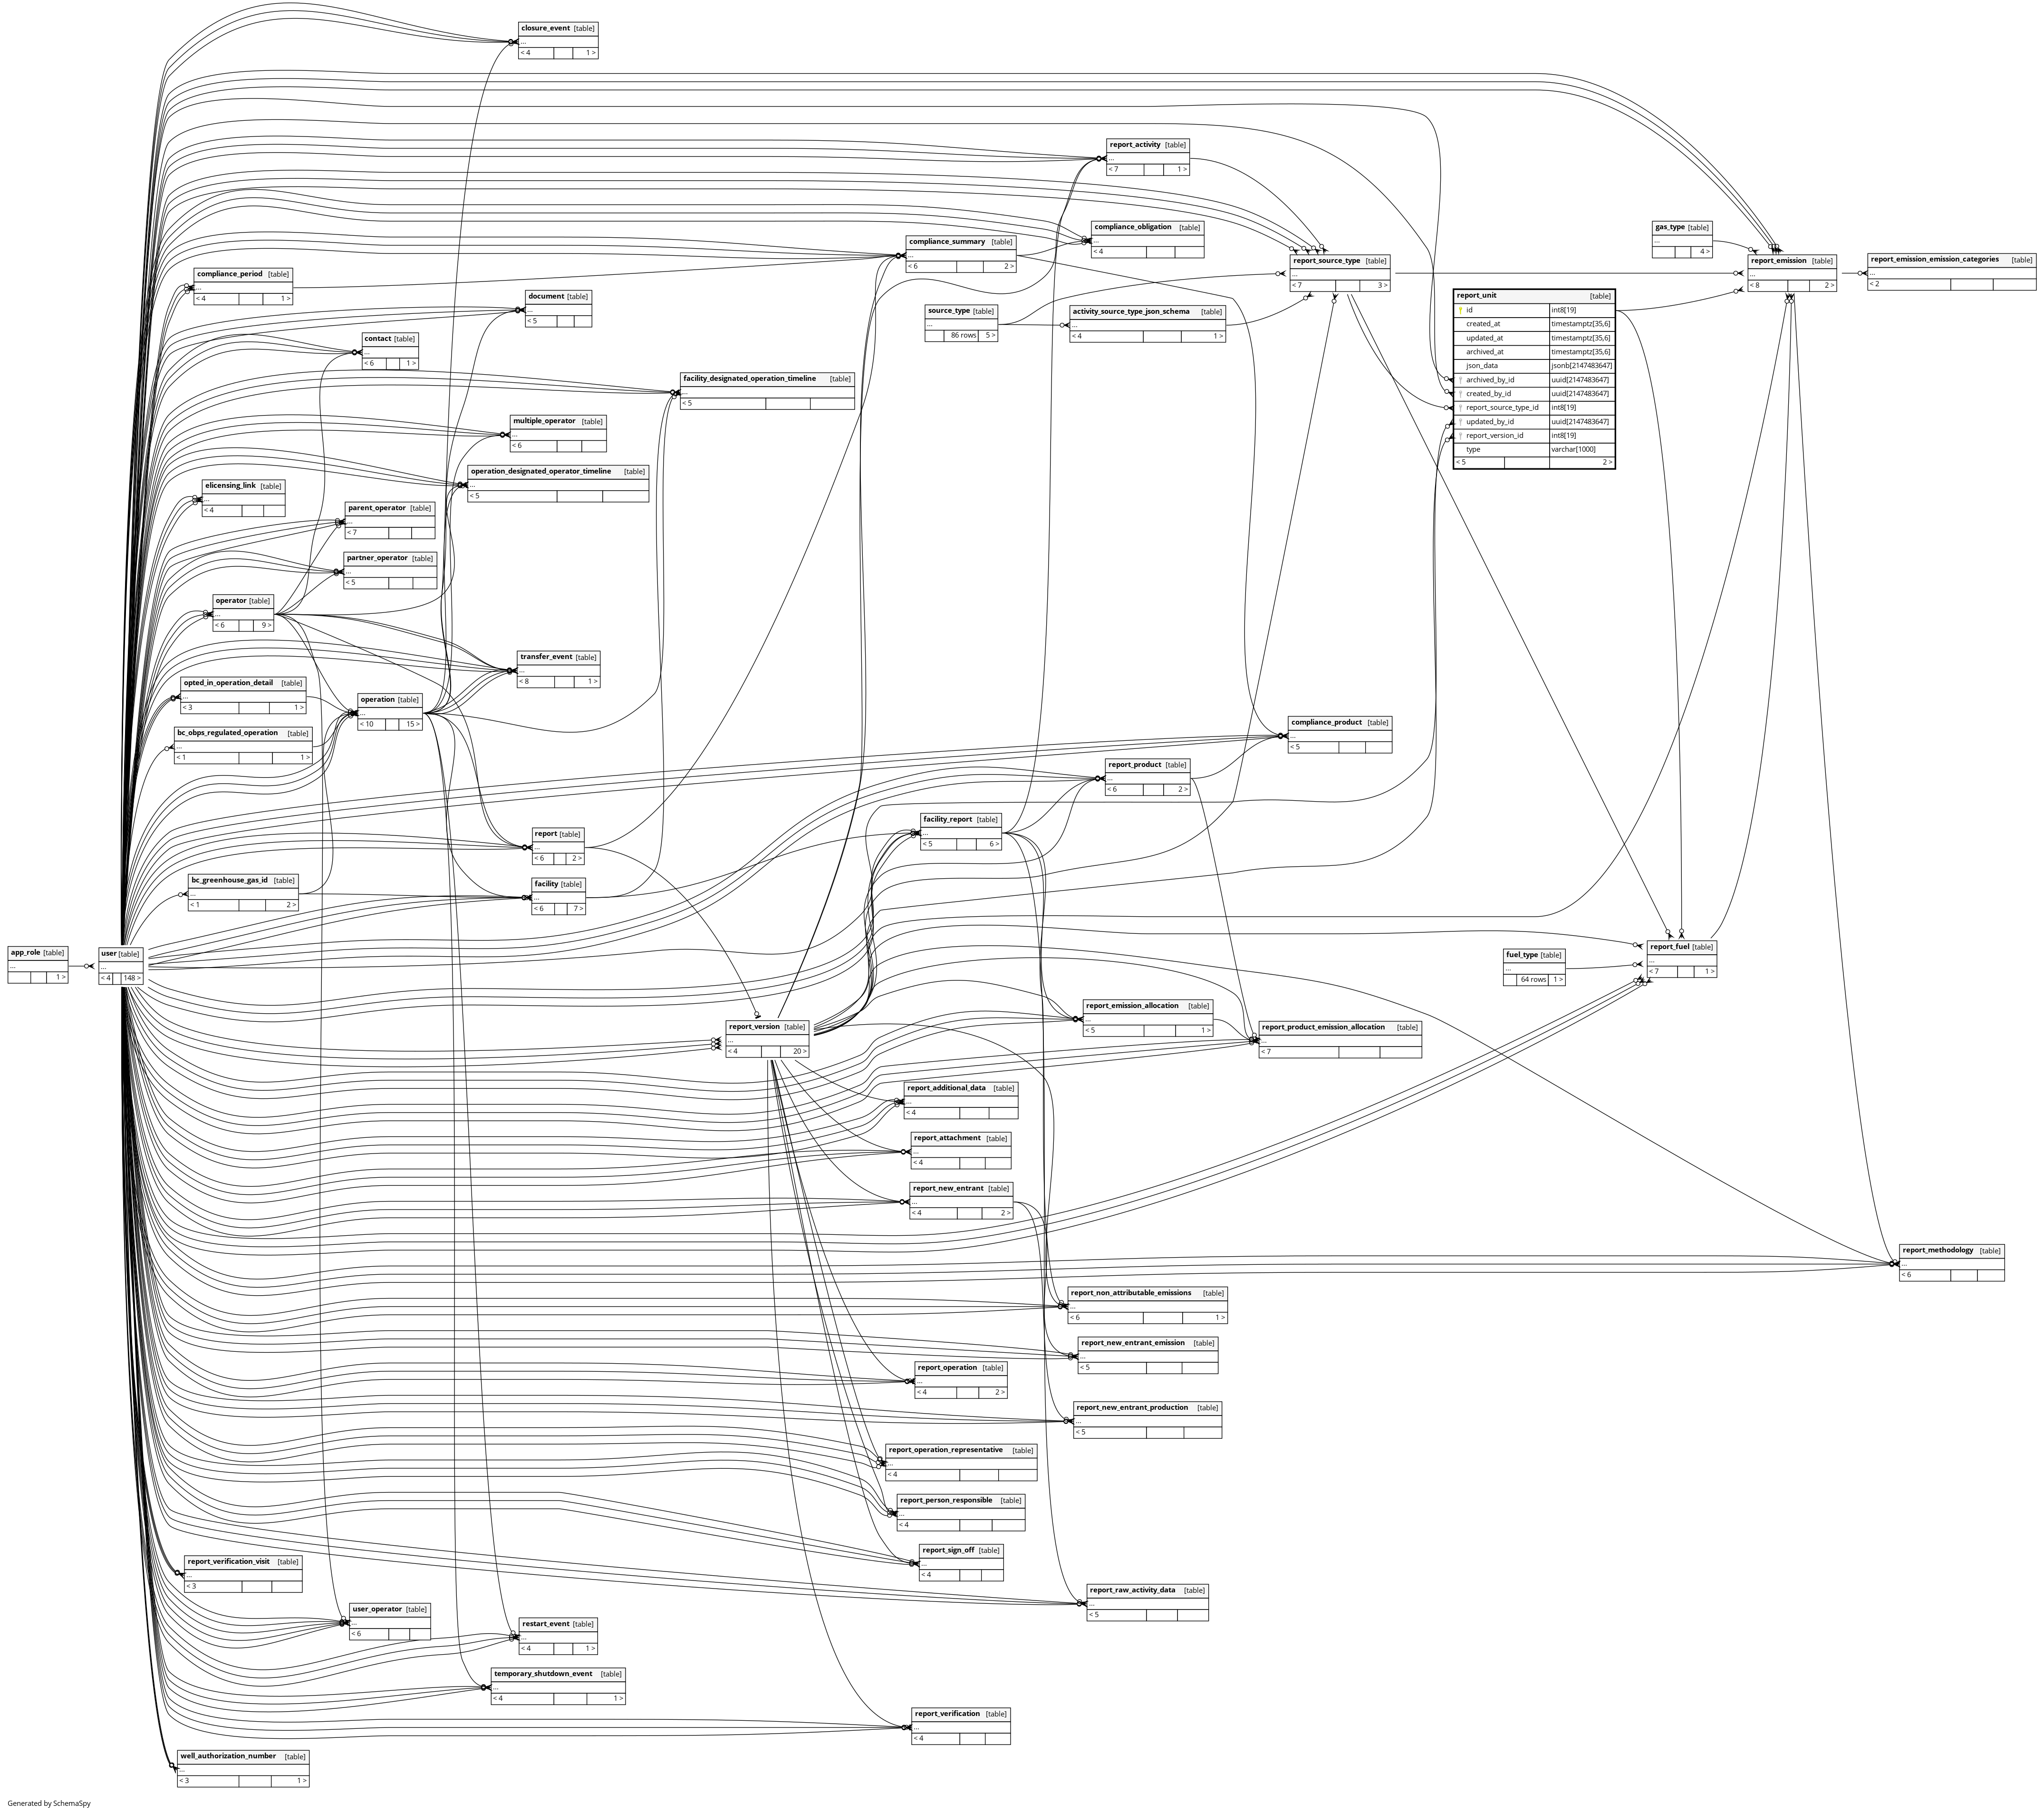 closure_event [table]
...
< 4 1 >
report_activity [table]
...
< 7 1 >
compliance_obligation [table]
...
< 4
gas_type [table]
...
4 >
compliance_summary [table]
...
< 6 2 >
report_source_type [table]
...
< 7 3 >
report_emission [table]
...
< 8 2 >
report_emission_emission_categories [table]
...
< 2
compliance_period [table]
...
< 4 1 >
document [table]
...
< 5
source_type [table]
...
86 rows 5 >
activity_source_type_json_schema [table]
...
< 4 1 >
report_unit [table]
id int8[19]
created_at timestamptz[35,6]
updated_at timestamptz[35,6]
archived_at timestamptz[35,6]
json_data jsonb[2147483647]
archived_by_id uuid[2147483647]
created_by_id uuid[2147483647]
report_source_type_id int8[19]
updated_by_id uuid[2147483647]
report_version_id int8[19]
type varchar[1000]
< 5 2 >
contact [table]
...
< 6 1 >
facility_designated_operation_timeline [table]
...
< 5
multiple_operator [table]
...
< 6
operation_designated_operator_timeline [table]
...
< 5
elicensing_link [table]
...
< 4
parent_operator [table]
...
< 7
partner_operator [table]
...
< 5
operator [table]
...
< 6 9 >
transfer_event [table]
...
< 8 1 >
opted_in_operation_detail [table]
...
< 3 1 >
operation [table]
...
< 10 15 >
bc_obps_regulated_operation [table]
...
< 1 1 >
compliance_product [table]
...
< 5
report_product [table]
...
< 6 2 >
facility_report [table]
...
< 5 6 >
report [table]
...
< 6 2 >
bc_greenhouse_gas_id [table]
...
< 1 2 >
facility [table]
...
< 6 7 >
app_role [table]
...
1 >
user [table]
...
< 4 148 >
fuel_type [table]
...
64 rows 1 >
report_fuel [table]
...
< 7 1 >
report_version [table]
...
< 4 20 >
report_emission_allocation [table]
...
< 5 1 >
report_product_emission_allocation [table]
...
< 7
report_additional_data [table]
...
< 4
report_attachment [table]
...
< 4
report_new_entrant [table]
...
< 4 2 >
report_methodology [table]
...
< 6
report_non_attributable_emissions [table]
...
< 6 1 >
report_new_entrant_emission [table]
...
< 5
report_operation [table]
...
< 4 2 >
report_new_entrant_production [table]
...
< 5
report_operation_representative [table]
...
< 4
report_person_responsible [table]
...
< 4
report_sign_off [table]
...
< 4
report_verification_visit [table]
...
< 3
report_raw_activity_data [table]
...
< 5
user_operator [table]
...
< 6
restart_event [table]
...
< 4 1 >
temporary_shutdown_event [table]
...
< 4 1 >
report_verification [table]
...
< 4
well_authorization_number [table]
...
< 3 1 >
Generated by SchemaSpy